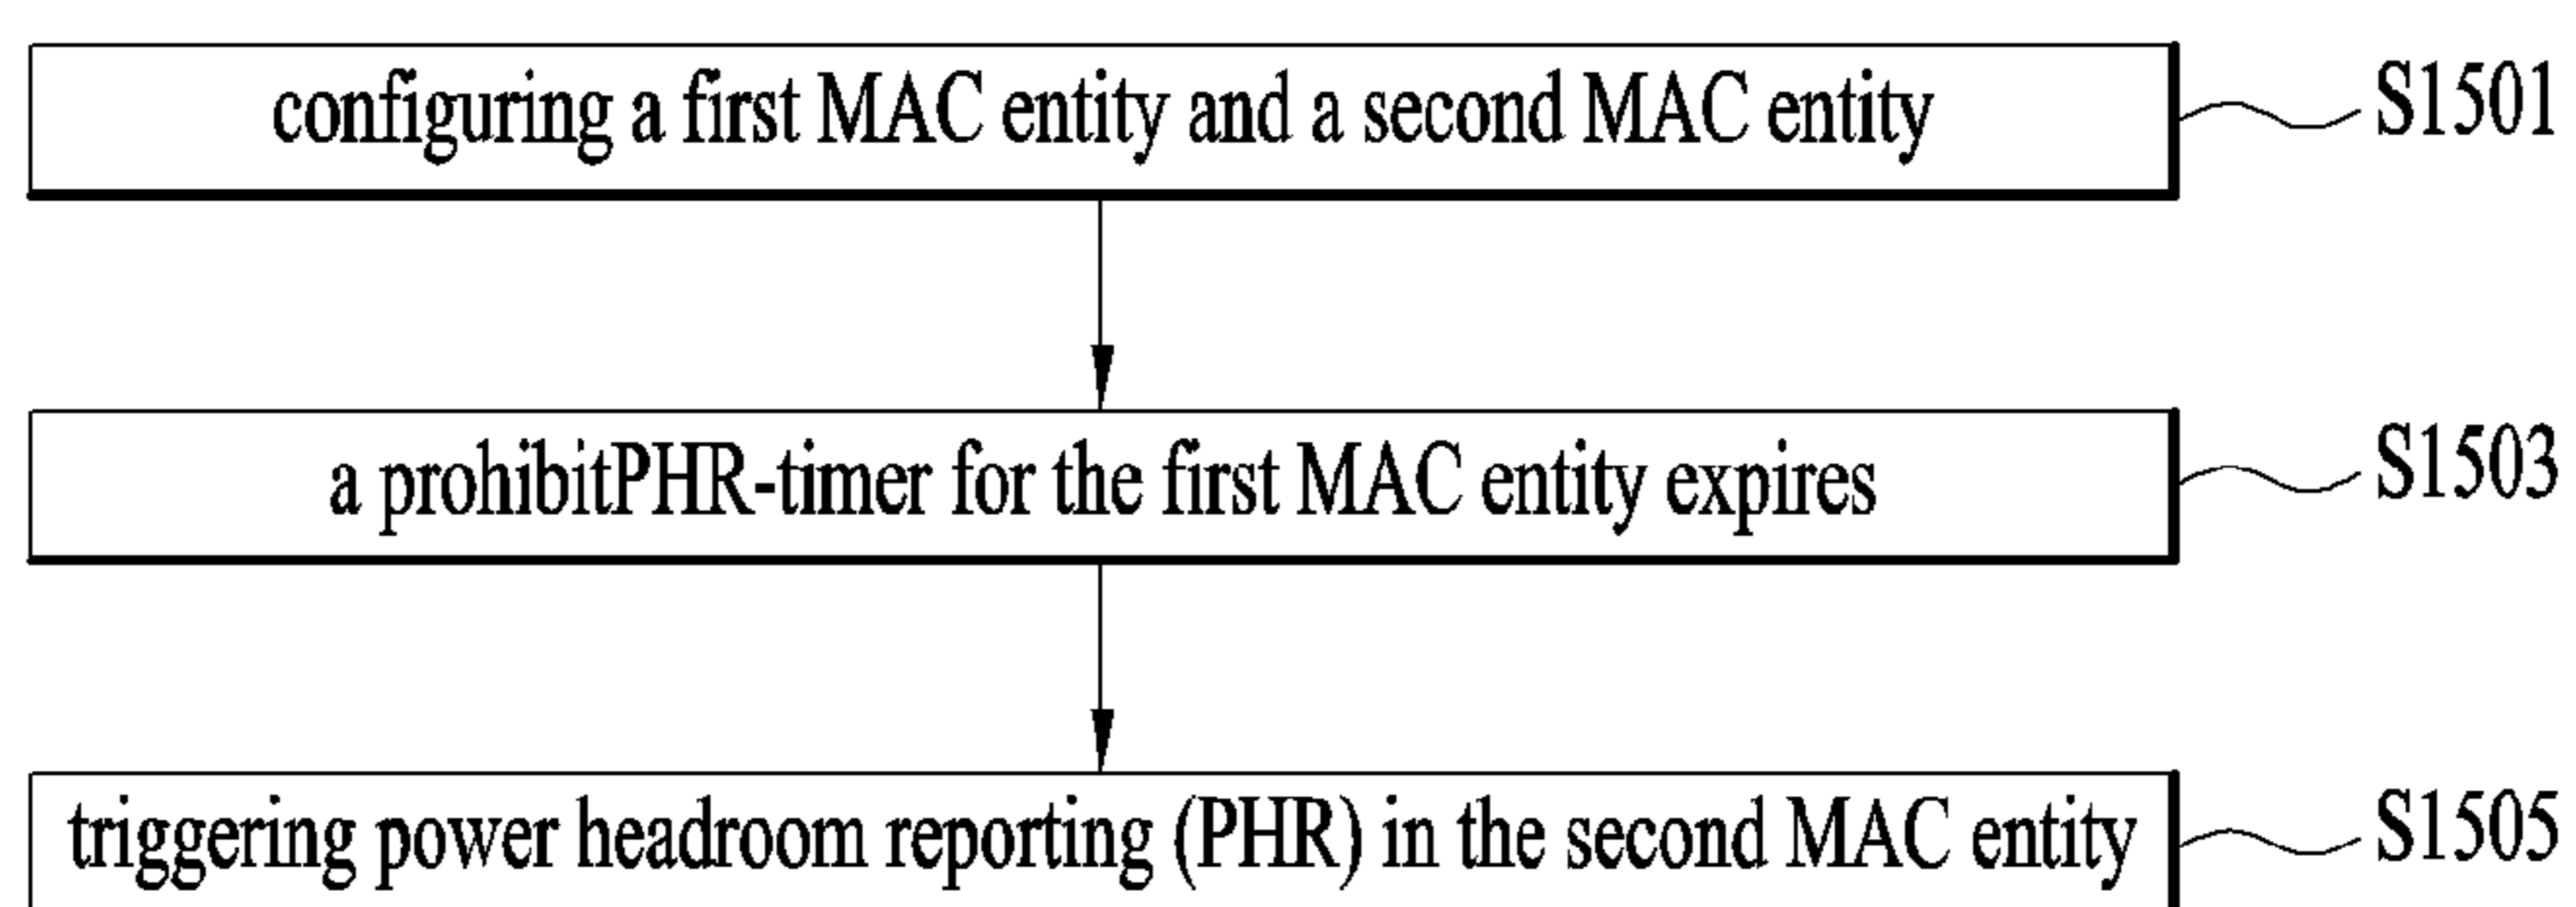 configuring a first MAC entity and a second MAC entity
S1501
a prohibitPHR-timer for the first MAC entity expires
S1503
triggering power headroom reporting (PHR) in the second MAC entity
S1505